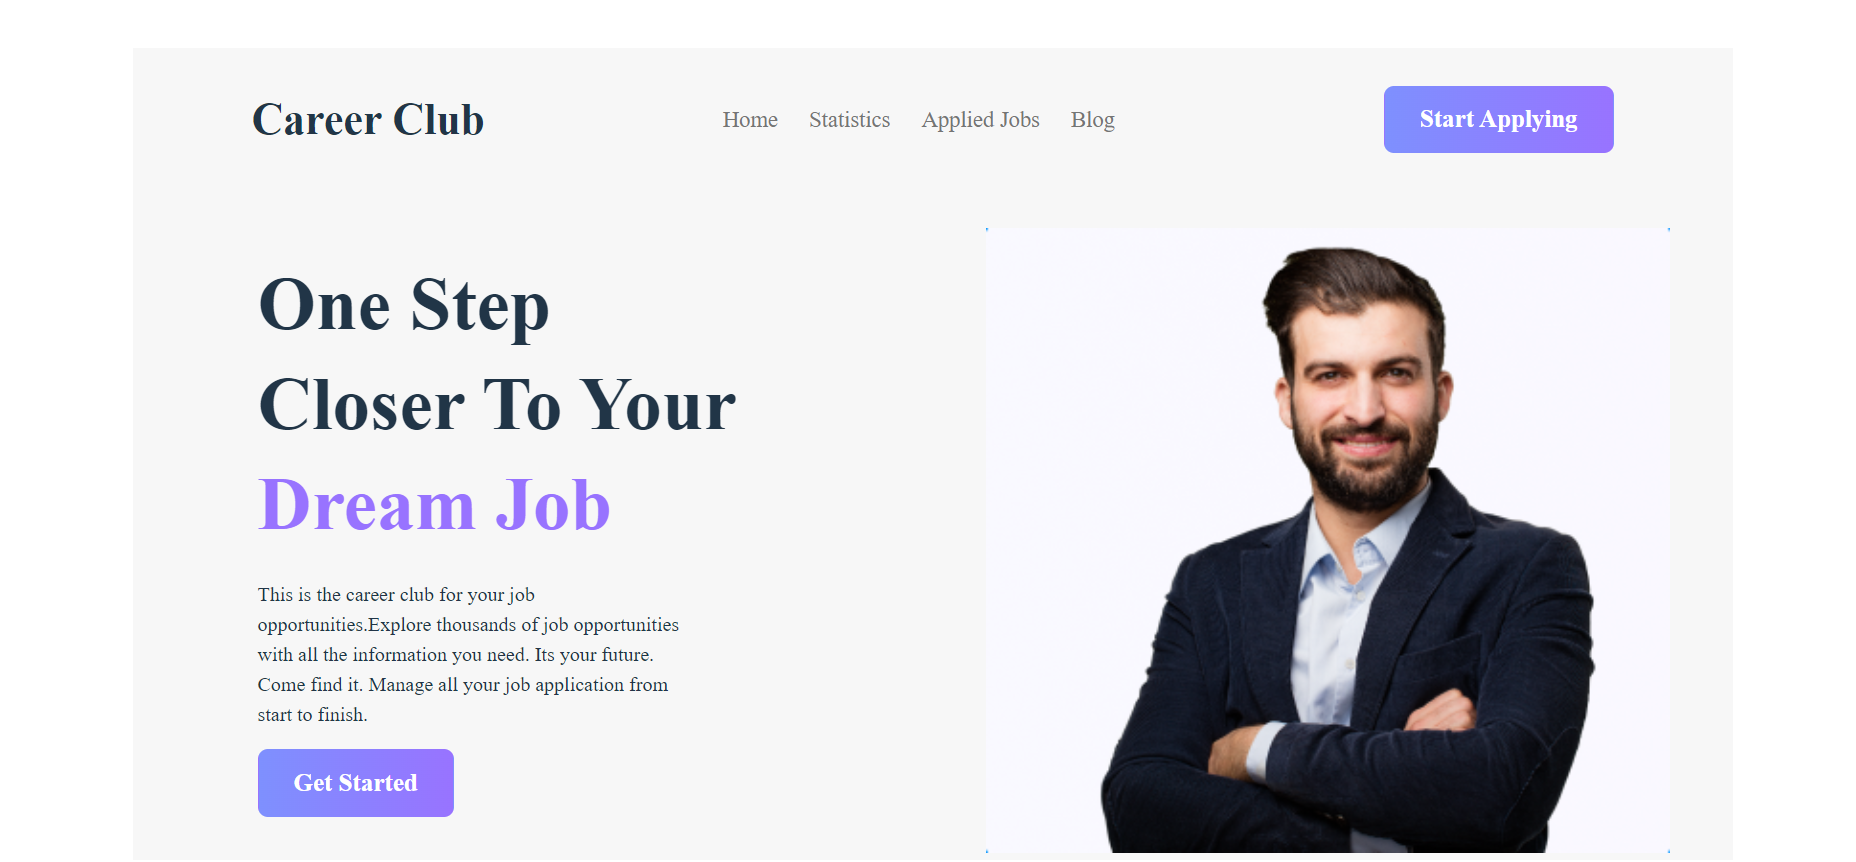 Career Club
Home Statistics Applied Jobs Blog
Start Applying
One Step
Closer To Your
Dream Job
This is the career club for your job
opportunities.Explore thousands of job opportunities
with all the information you need. Its your future.
Come find it. Manage all your job application from
start to finish.
Get Started